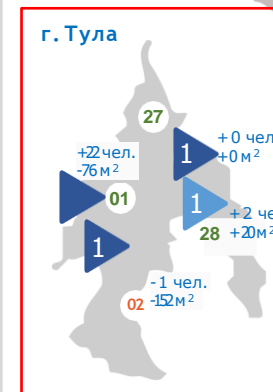 г. Тула
27
+0 чел
+0 м²
1
+22 чел.
-76 м²
01
1
+2 че
+20 м²
28
1
-1 чел.
-152 м²
02